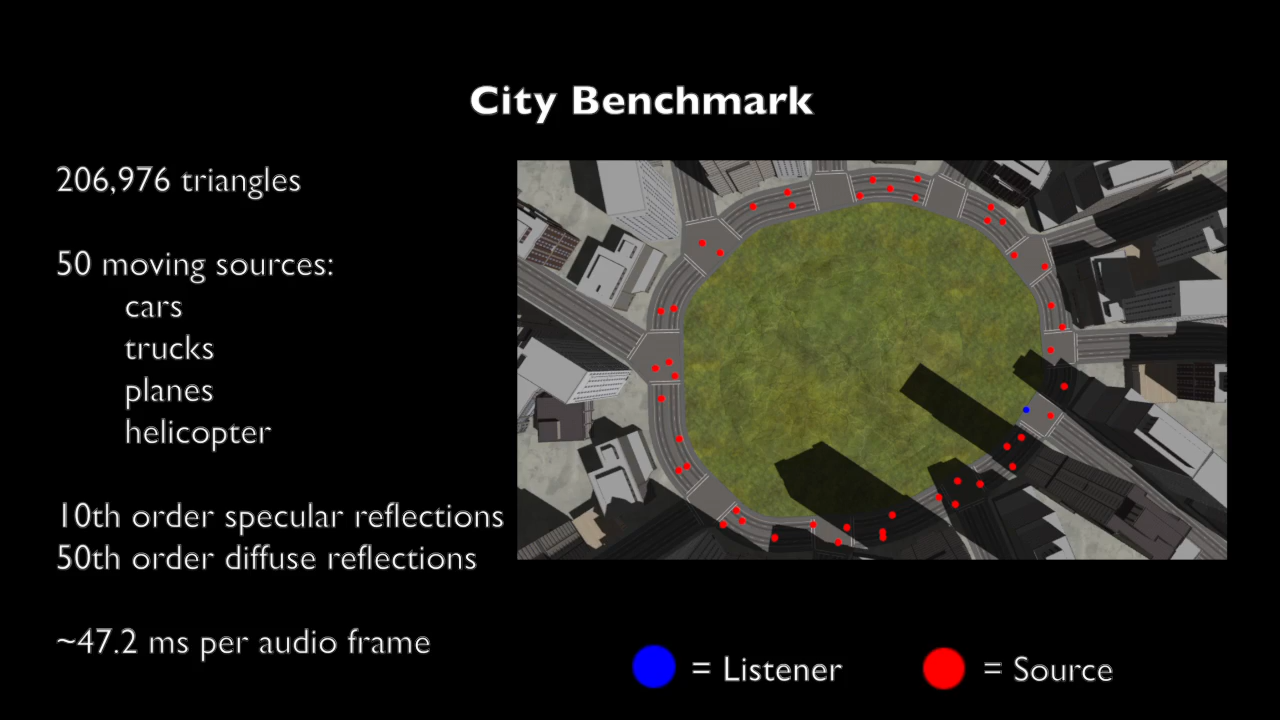 City Benchmark
206,976 triangles
50 moving sources:
cars
trucks
planes
helicopter
10th order specular reflections
50th order diffuse reflections
~47.2 ms per audio frame
= Listener
= Source